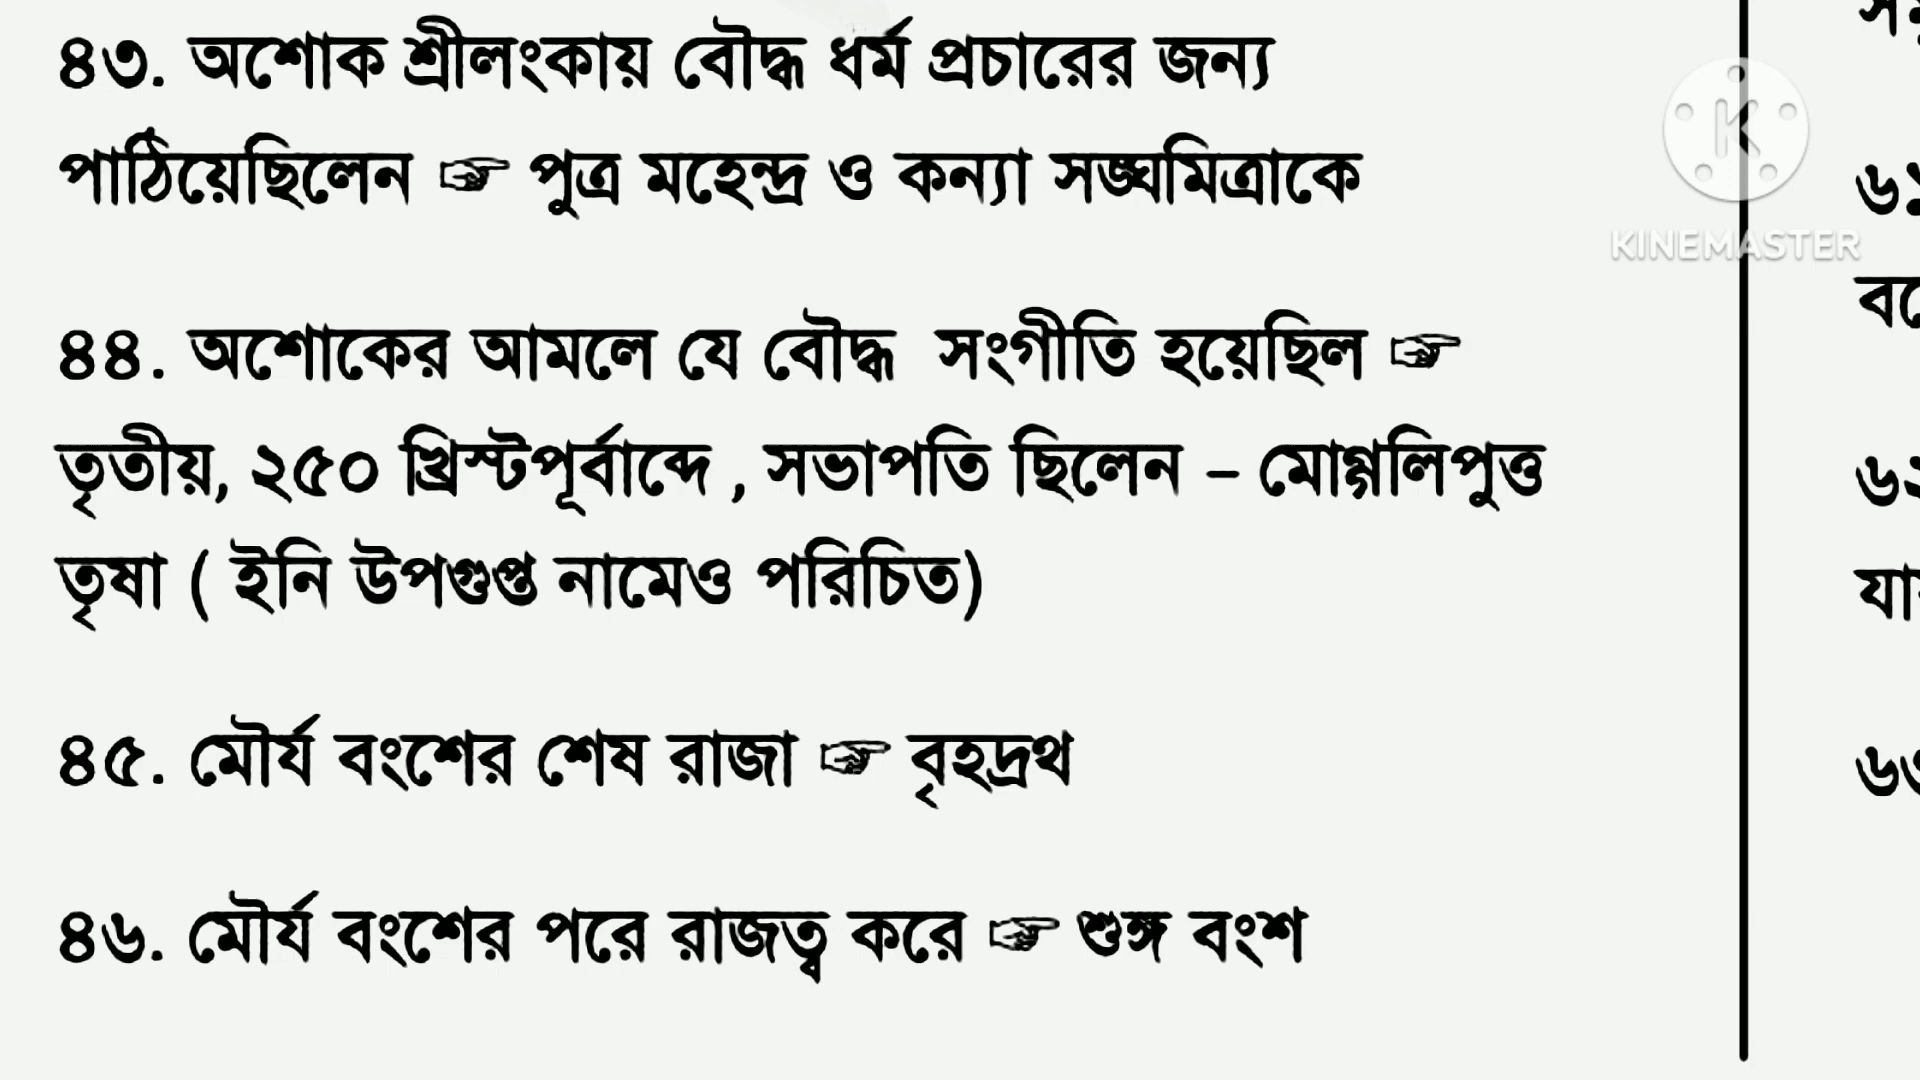 ৪৩. অশোক শ্রীলংকায় বৌদ্ধ ধর্ম প্রচারের জন্য
পাঠিয়েছিলেন ☞ পুত্র মহেন্দ্র ও কন্যা সঙ্ঘমিত্রাকে
৪৪. অশোকের আমলে যে বৌদ্ধ সংগীতি হয়েছিল ☞
তৃতীয়, ২৫০ খ্রিস্টপূর্বাব্দে , সভাপতি ছিলেন – মোগ্গলিপুত্ত
তৃষা ( ইনি উপগুপ্ত নামেও পরিচিত)
৪৫. মৌর্য বংশের শেষ রাজা ☞ বৃহদ্রথ
৪৬. মৌর্য বংশের পরে রাজত্ব করে ☞ শুঙ্গ বংশ
KINEMASTER